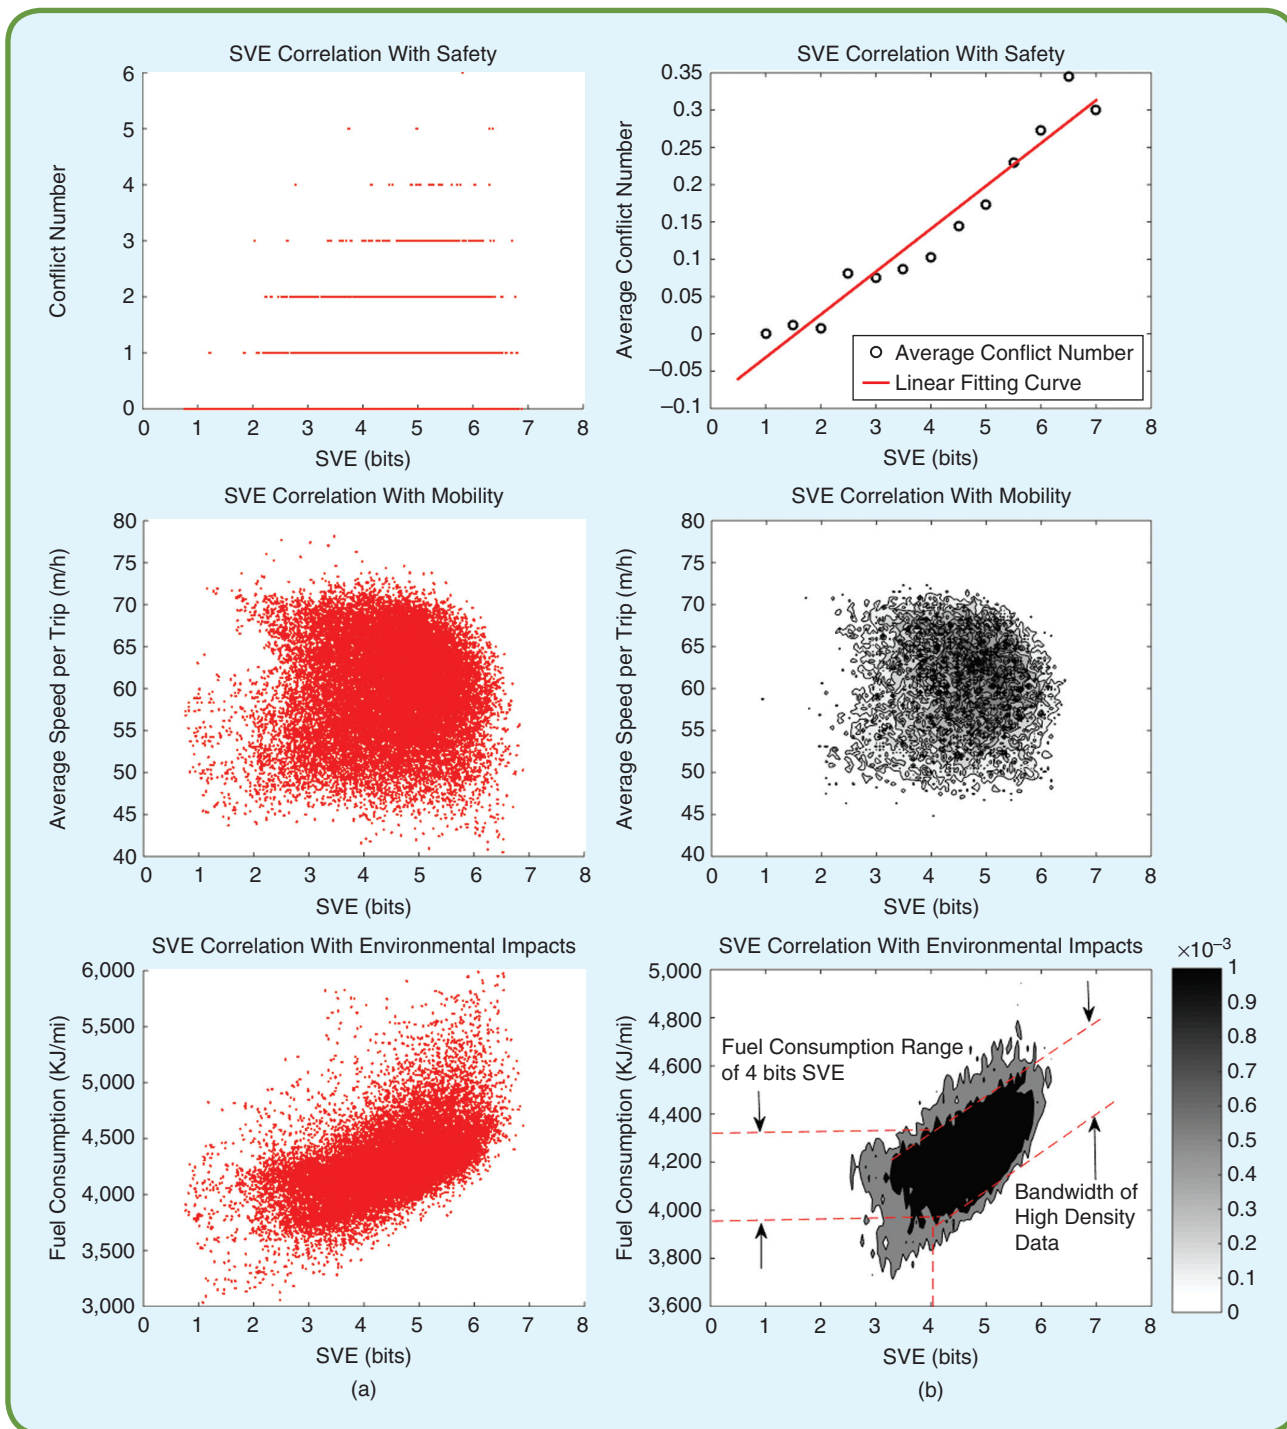 SVE Correlation With Safety
6
5
4
3
2
1
0
Conflict Number
0 1 2 3 4 5 6 7 8
SVE (bits)
SVE Correlation With Safety
0.35
0.3
0.25
0.2
0.15
0.1
0.05
0
–0.05
–0.1
Average Conflict Number
Average Conflict Number
Linear Fitting Curve
0 1 2 3 4 5 6 7 8
SVE (bits)
SVE Correlation With Mobility
80
75
70
65
60
55
50
45
40
Average Speed per Trip (m/h)
0 1 2 3 4 5 6 7 8
SVE (bits)
SVE Correlation With Mobility
80
75
70
65
60
55
50
45
40
Average Speed per Trip (m/h)
0 1 2 3 4 5 6 7 8
SVE (bits)
SVE Correlation With Environmental Impacts
6,000
5,500
5,000
4,500
4,000
3,500
3,000
Fuel Consumption (KJ/mi)
0 1 2 3 4 5 6 7 8
SVE (bits)
(a)
SVE Correlation With Environmental Impacts
5,000
4,800
4,600
4,400
4,200
4,000
3,800
3,600
Fuel Consumption (KJ/mi)
Fuel Consumption Range
of 4 bits SVE
Bandwidth of
High Density
Data
0 1 2 3 4 5 6 7 8
SVE (bits)
(b)
×10⁻³
1
0.9
0.8
0.7
0.6
0.5
0.4
0.3
0.2
0.1
0